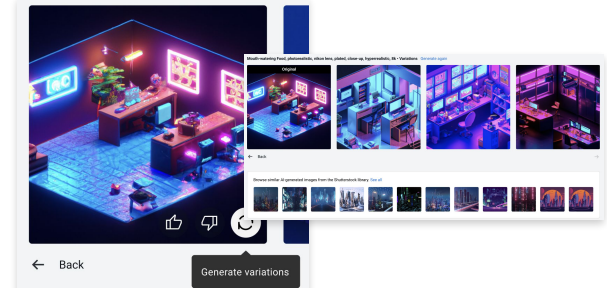 Mouth-watering Food, photorealistic, nikon lens, plated, close-up, hyperrealistic, 8k • Variations Generate again
Original
← Back
Browse similar AI generated images from the Shutterstock library. See all
← Back
Generate variations